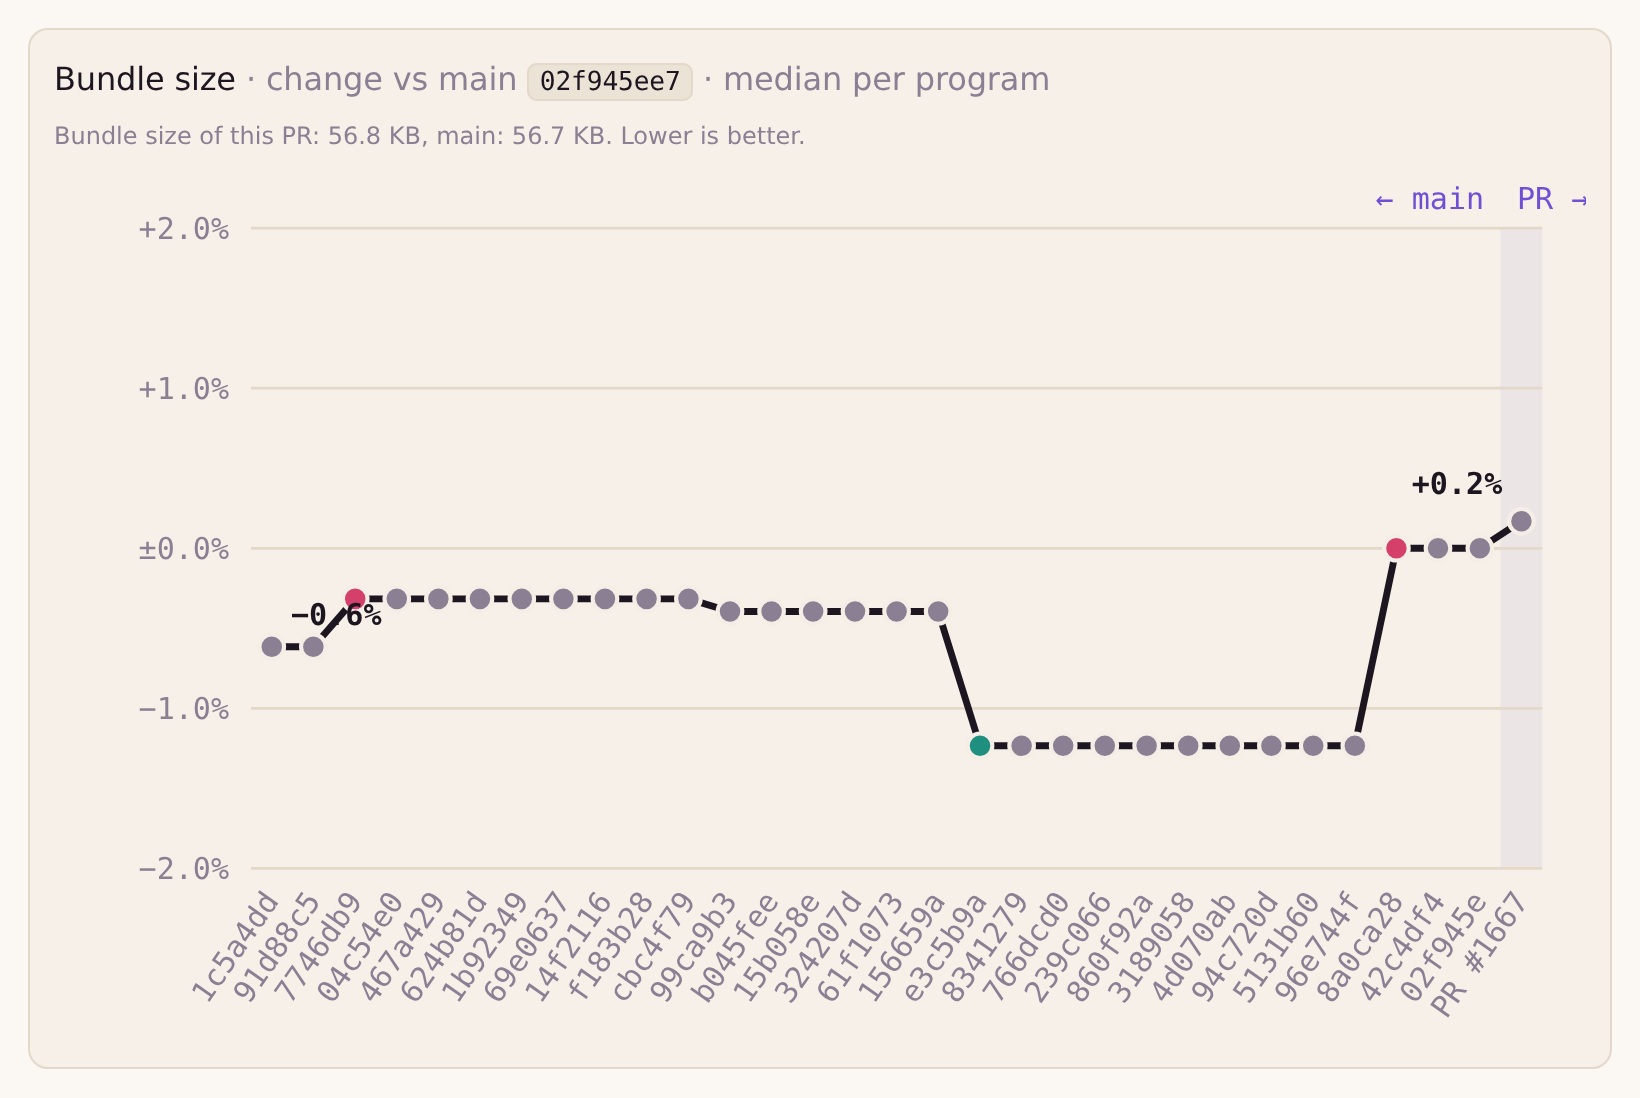 Bundle size · change vs main 02f945ee7 · median per program
Bundle size of this PR: 56.8 KB, main: 56.7 KB. Lower is better.
← main PR →
+2.0%
+1.0%
+0.2%
±0.0%
−0.6%
−1.0%
−2.0%
1c5a4dd
91d88c5
7746db9
04c54e0
467a429
624b81d
1b92349
69e0637
14f2116
f183b28
cbc4f79
99ca9b3
b045fee
15b058e
324207d
61f1073
156659a
e3c5b9a
8341279
766dcd0
239c066
860f92a
3189058
4d070ab
94c720d
5131b60
96e744f
8a0ca28
42c4df4
02f945e
PR #1667